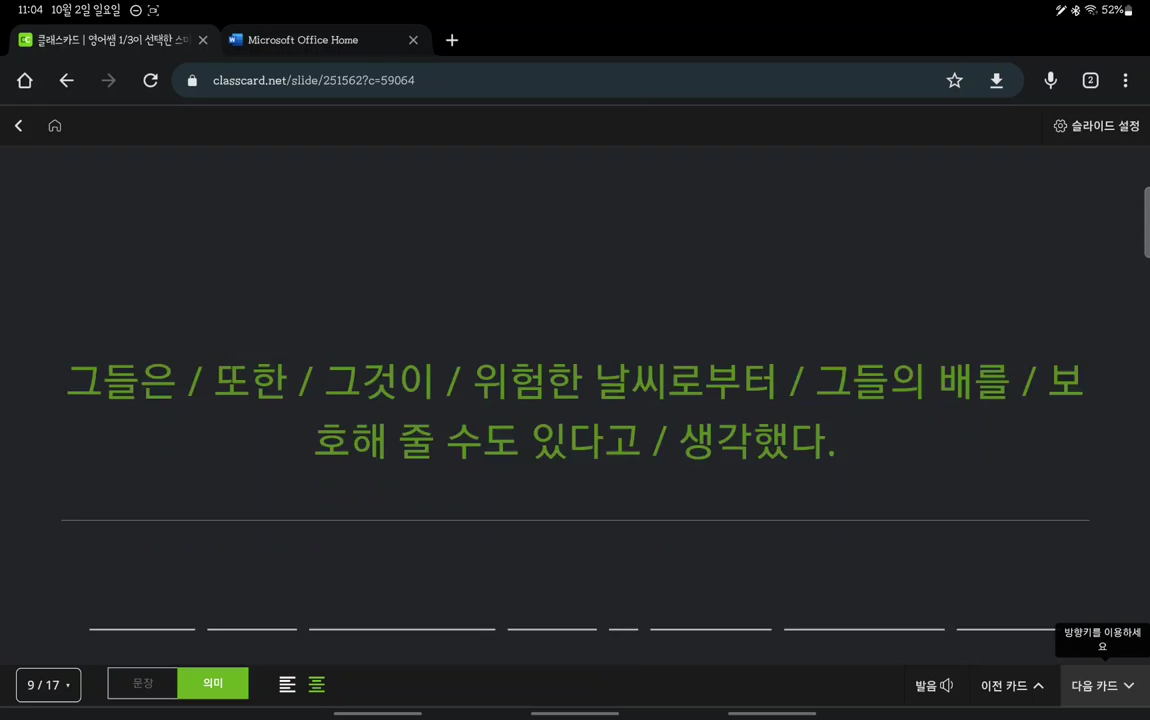 11:04 10월 2일 일요일
52%
클래스카드 | 영어쌤 1/3이 선택한 스마
Microsoft Office Home
classcard.net/slide/251562?c=59064
2
슬라이드 설정
그들은 / 또한 / 그것이 / 위험한 날씨로부터 / 그들의 배를 / 보
호해 줄 수도 있다고 / 생각했다.
방향키를 이용하세
요
9 / 17
문장
의미
발음
이전 카드
다음 카드